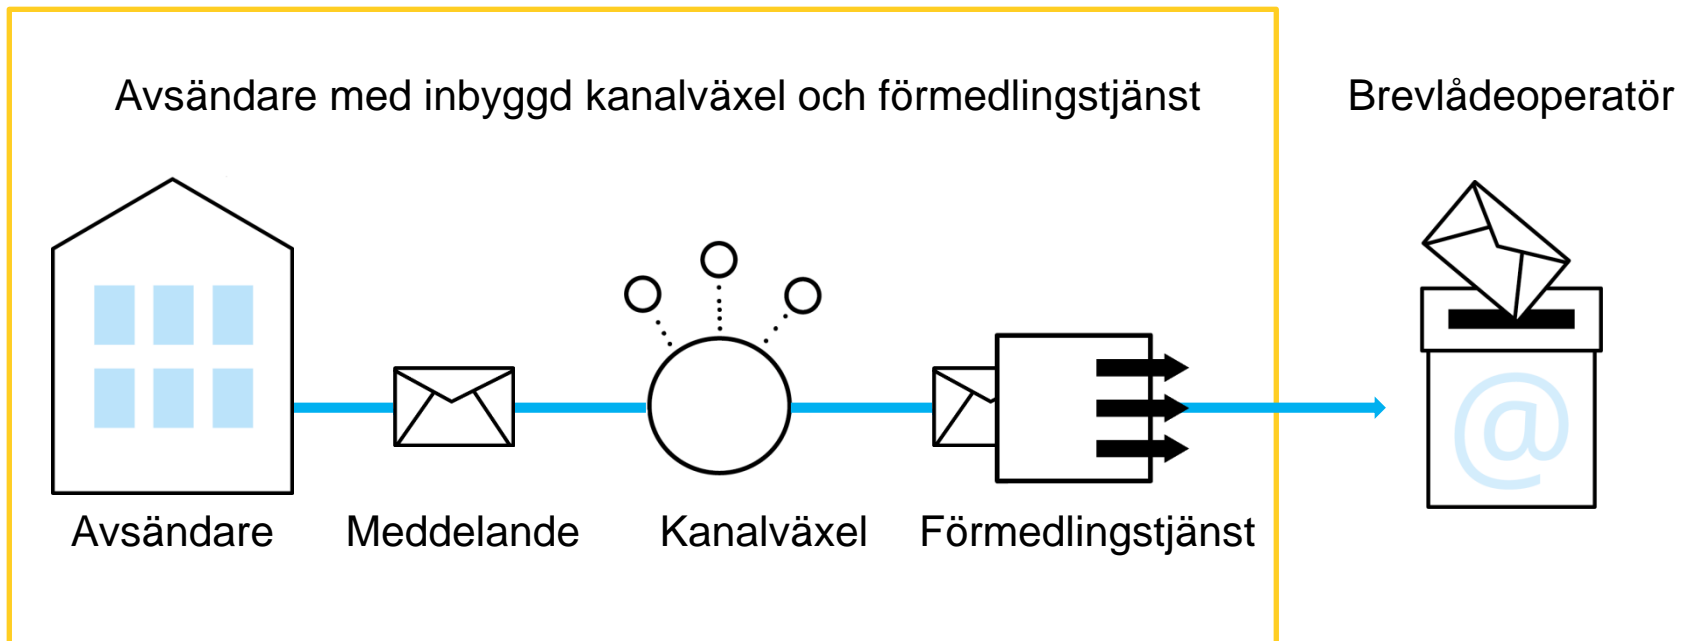 Avsändare med inbyggd kanalväxel och förmedlingstjänst
Brevlådeoperatör
@
Avsändare
Meddelande
Kanalväxel
Förmedlingstjänst